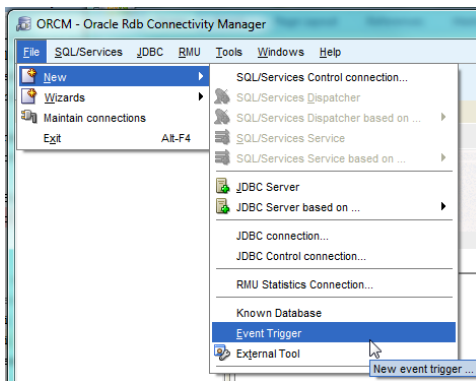 ORCM - Oracle Rdb Connectivity Manager
File SQL/Services JDBC RMU Tools Windows Help
New
Wizards
Maintain connections
Exit Alt-F4
SQL/Services Control connection...
SQL/Services Dispatcher
SQL/Services Dispatcher based on ...
SQL/Services Service
SQL/Services Service based on ...
JDBC Server
JDBC Server based on ...
JDBC connection...
JDBC Control connection...
RMU Statistics Connection...
Known Database
Event Trigger
External Tool
New event trigger ...